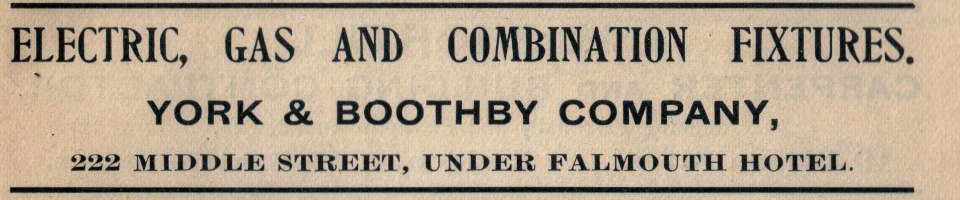 ELECTRIC, GAS AND COMBINATION FIXTURES.
YORK & BOOTHBY COMPANY,
222 MIDDLE STREET, UNDER FALMOUTH HOTEL.